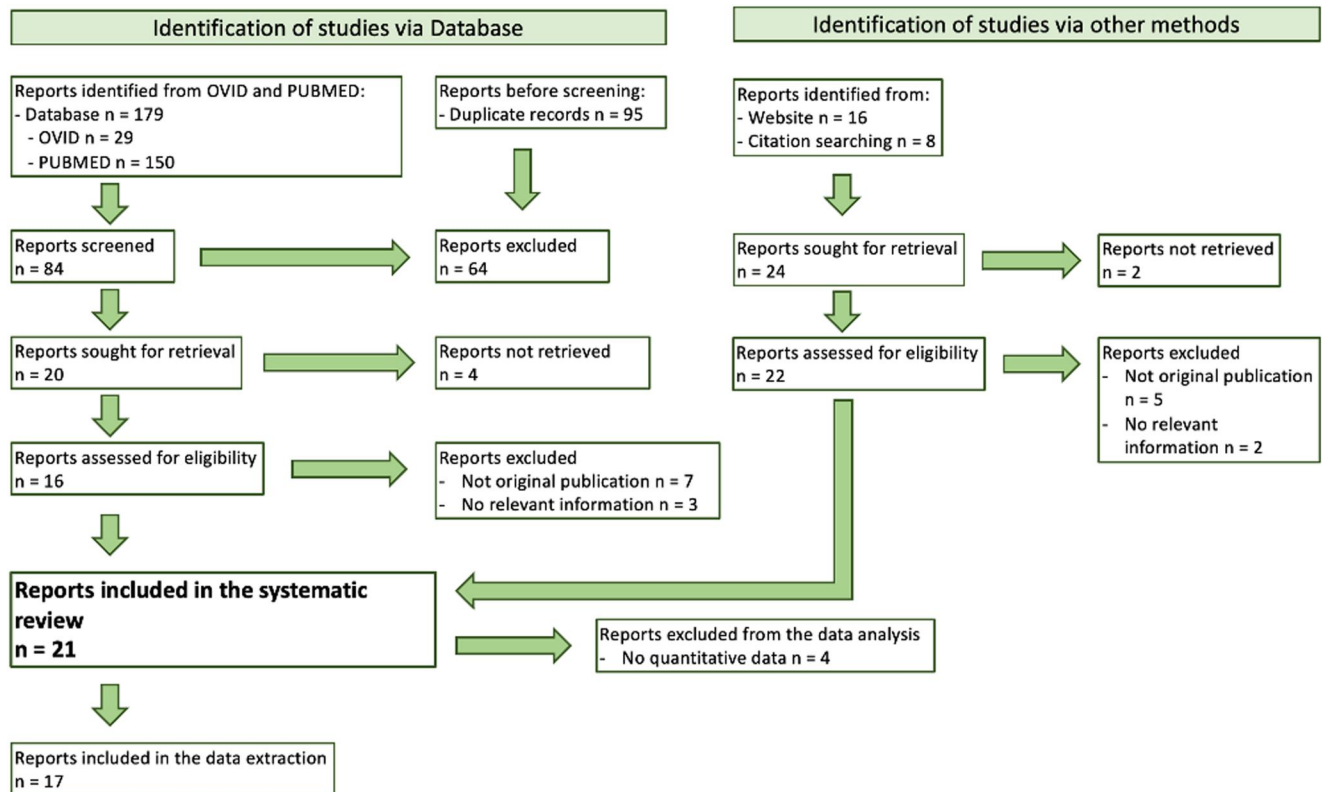 Identification of studies via Database
Identification of studies via other methods
Reports identified from OVID and PUBMED:
- Database n = 179
- OVID n = 29
- PUBMED n = 150
Reports before screening:
- Duplicate records n = 95
Reports identified from:
- Website n = 16
- Citation searching n = 8
Reports screened
n = 84
Reports excluded
n = 64
Reports sought for retrieval
n = 24
Reports not retrieved
n = 2
Reports sought for retrieval
n = 20
Reports not retrieved
n = 4
Reports assessed for eligibility
n = 22
Reports excluded
- Not original publication
n = 5
- No relevant
information n = 2
Reports assessed for eligibility
n = 16
Reports excluded
- Not original publication n = 7
- No relevant information n = 3
Reports included in the systematic
review
n = 21
Reports excluded from the data analysis
- No quantitative data n = 4
Reports included in the data extraction
n = 17